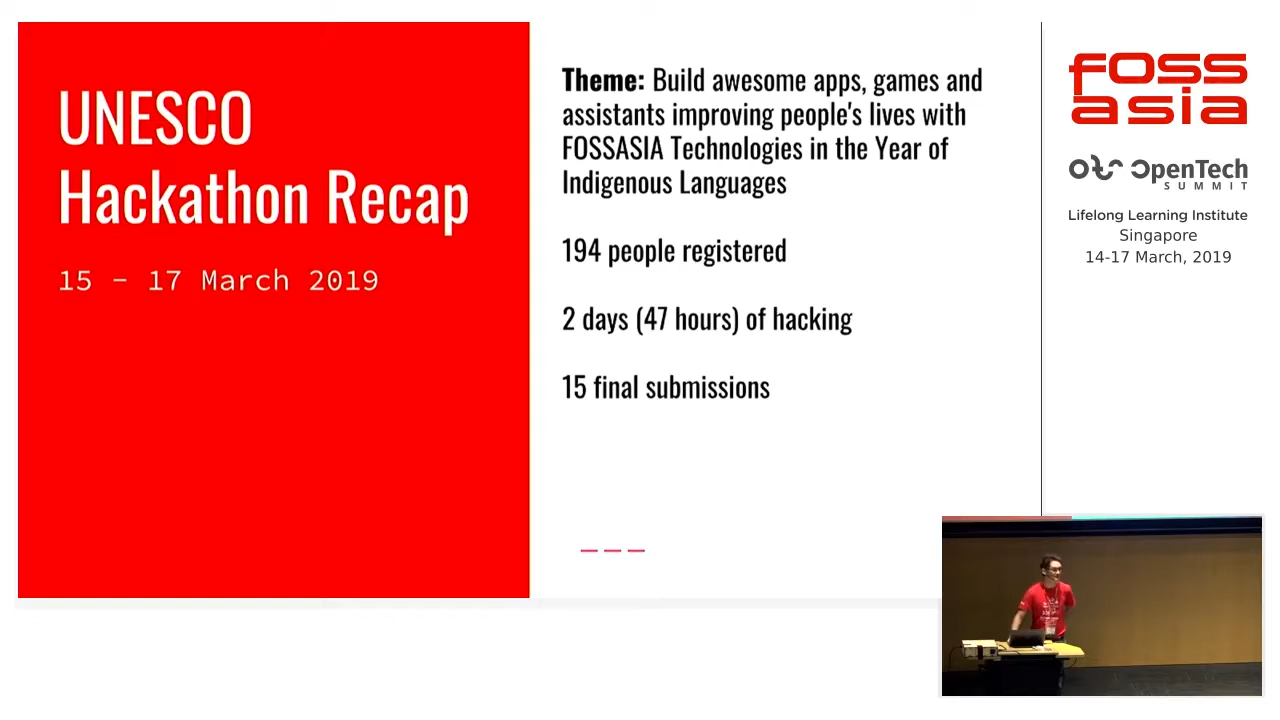 UNESCO
Hackathon Recap
15 – 17 March 2019
Theme: Build awesome apps, games and
assistants improving people's lives with
FOSSASIA Technologies in the Year of
Indigenous Languages
194 people registered
2 days (47 hours) of hacking
15 final submissions
fOSS
asia
OpenTech
SUMMIT
Lifelong Learning Institute
Singapore
14-17 March, 2019